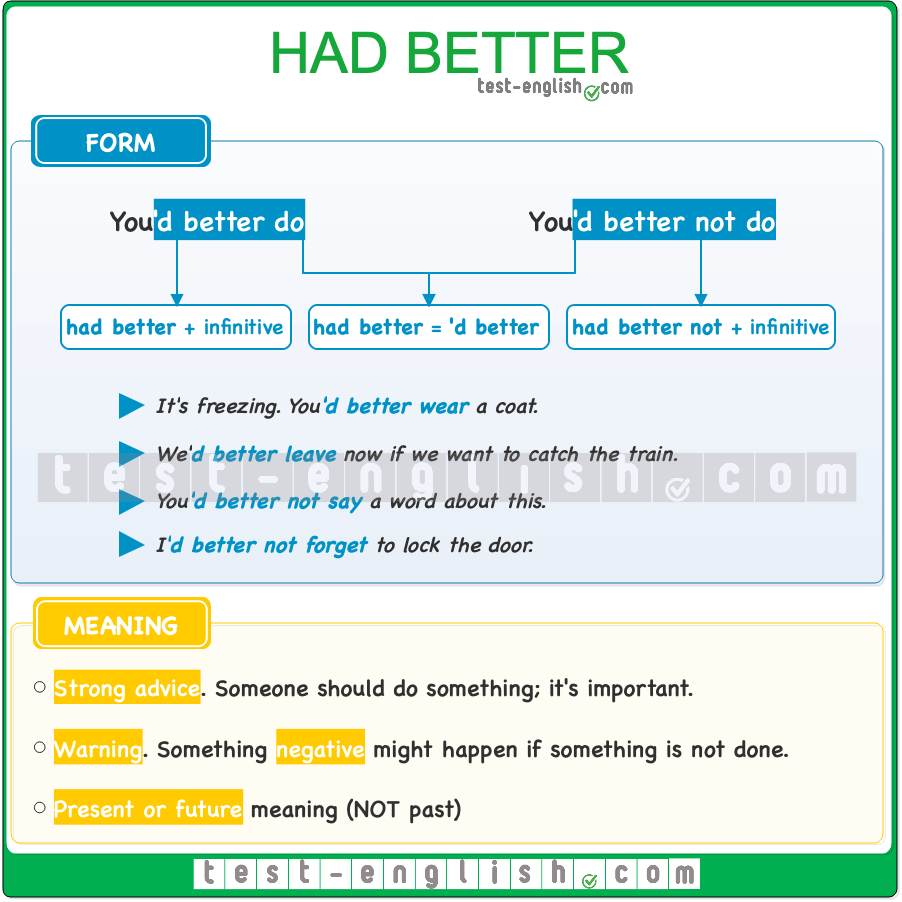 HAD BETTER
test-english.com
FORM
You'd better do
You'd better not do
had better + infinitive
had better = 'd better
had better not + infinitive
It's freezing. You'd better wear a coat.
We'd better leave now if we want to catch the train.
test-english.com
You'd better not say a word about this.
I'd better not forget to lock the door.
MEANING
Strong advice. Someone should do something; it's important.
Warning. Something negative might happen if something is not done.
Present or future meaning (NOT past)
test-english.com